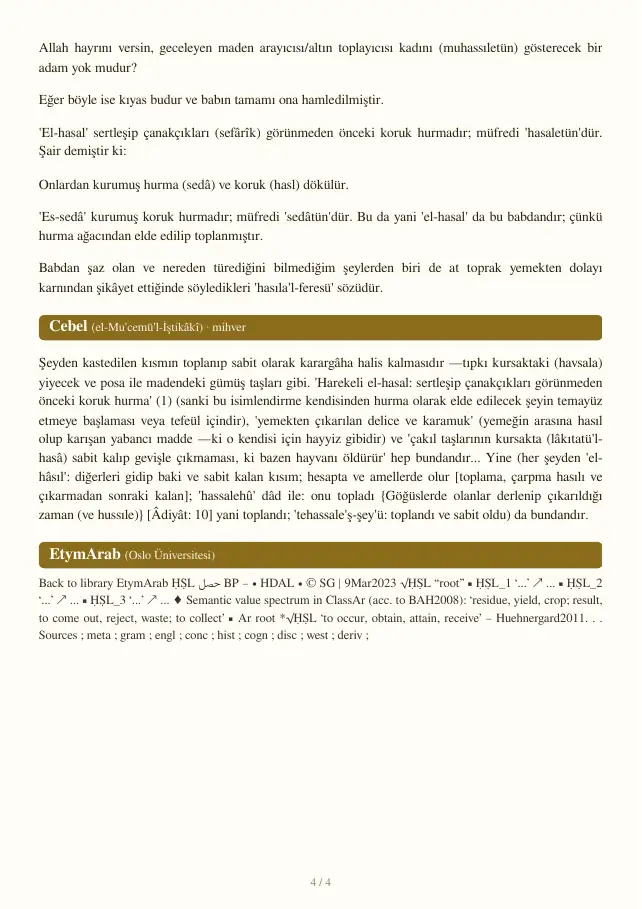 Allah hayrını versin, geceleyen maden arayıcısı/altın toplayıcısı kadını (muhassıletün) gösterecek bir
adam yok mudur?
Eğer böyle ise kıyas budur ve babın tamamı ona hamledilmiştir.
'El-hasal' sertleşip çanakçıkları (sefârîk) görünmeden önceki koruk hurmadır; müfredi 'hasaletün'dür.
Şair demiştir ki:
Onlardan kurumuş hurma (sedâ) ve koruk (hasl) dökülür.
'Es-sedâ' kurumuş koruk hurmadır; müfredi 'sedâtün'dür. Bu da yani 'el-hasal' da bu babdandır; çünkü
hurma ağacından elde edilip toplanmıştır.
Babdan şaz olan ve nereden türediğini bilmediğim şeylerden biri de at toprak yemekten dolayı
karnından şikâyet ettiğinde söyledikleri 'hasıla'l-feresü' sözüdür.
Cebel (el-Mu'cemü'l-İştikâkî) · mihver
Şeyden kastedilen kısmın toplanıp sabit olarak karargâha halis kalmasıdır —tıpkı kursaktaki (havsala)
yiyecek ve posa ile madendeki gümüş taşları gibi. 'Harekeli el-hasal: sertleşip çanakçıkları görünmeden
önceki koruk hurma' (1) (sanki bu isimlendirme kendisinden hurma olarak elde edilecek şeyin temayüz
etmeye başlaması veya tefeül içindir), 'yemekten çıkarılan delice ve karamuk' (yemeğin arasına hasıl
olup karışan yabancı madde —ki o kendisi için hayyiz gibidir) ve 'çakıl taşlarının kursakta (lâkıtatü'l-
hasâ) sabit kalıp gevişle çıkmaması, ki bazen hayvanı öldürür' hep bundandır... Yine (her şeyden 'el-
hâsıl': diğerleri gidip baki ve sabit kalan kısım; hesapta ve amellerde olur [toplama, çarpma hasılı ve
çıkarmadan sonraki kalan]; 'hassalehû' dâd ile: onu topladı {Göğüslerde olanlar derlenip çıkarıldığı
zaman (ve hussıle)} [Âdiyât: 10] yani toplandı; 'tehassale'ş-şey'ü: toplandı ve sabit oldu) da bundandır.
EtymArab (Oslo Üniversitesi)
Back to library EtymArab ḤṢL حصل BP – • HDAL • © SG | 9Mar2023 √ḤṢL “root” ▪ ḤṢL_1 ‘...’ ↗ ... ▪ ḤṢL_2
‘...’ ↗ ... ▪ ḤṢL_3 ‘...’ ↗ ... ♦ Semantic value spectrum in ClassAr (acc. to BAH2008): ‘residue, yield, crop; result,
to come out, reject, waste; to collect’ ▪ Ar root *√ḤṢL ‘to occur, obtain, attain, receive’ – Huehnergard2011. . .
Sources ; meta ; gram ; engl ; conc ; hist ; cogn ; disc ; west ; deriv ;
4 / 4